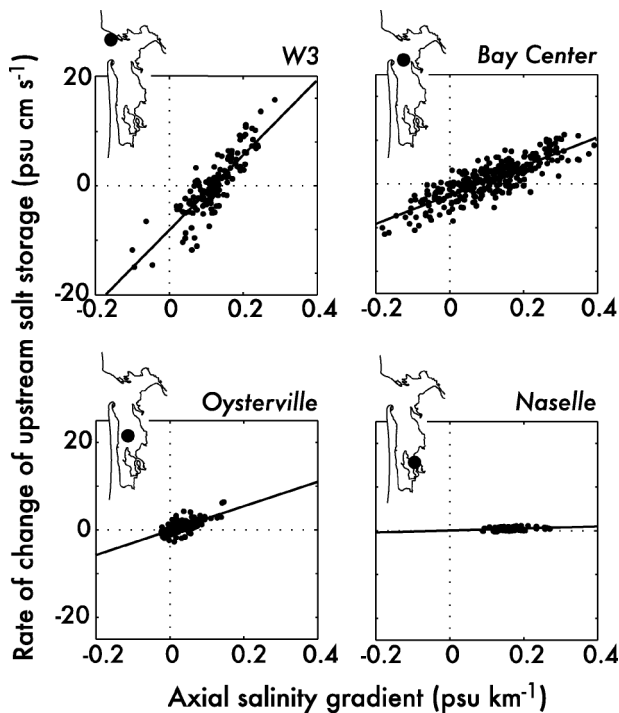 Rate of change of upstream salt storage (psu cm s⁻¹)
W3
20
0
-20
-0.2 0 0.2 0.4
Bay Center
-0.2 0 0.2 0.4
Oysterville
20
0
-20
-0.2 0 0.2 0.4
Naselle
-0.2 0 0.2 0.4
Axial salinity gradient (psu km⁻¹)